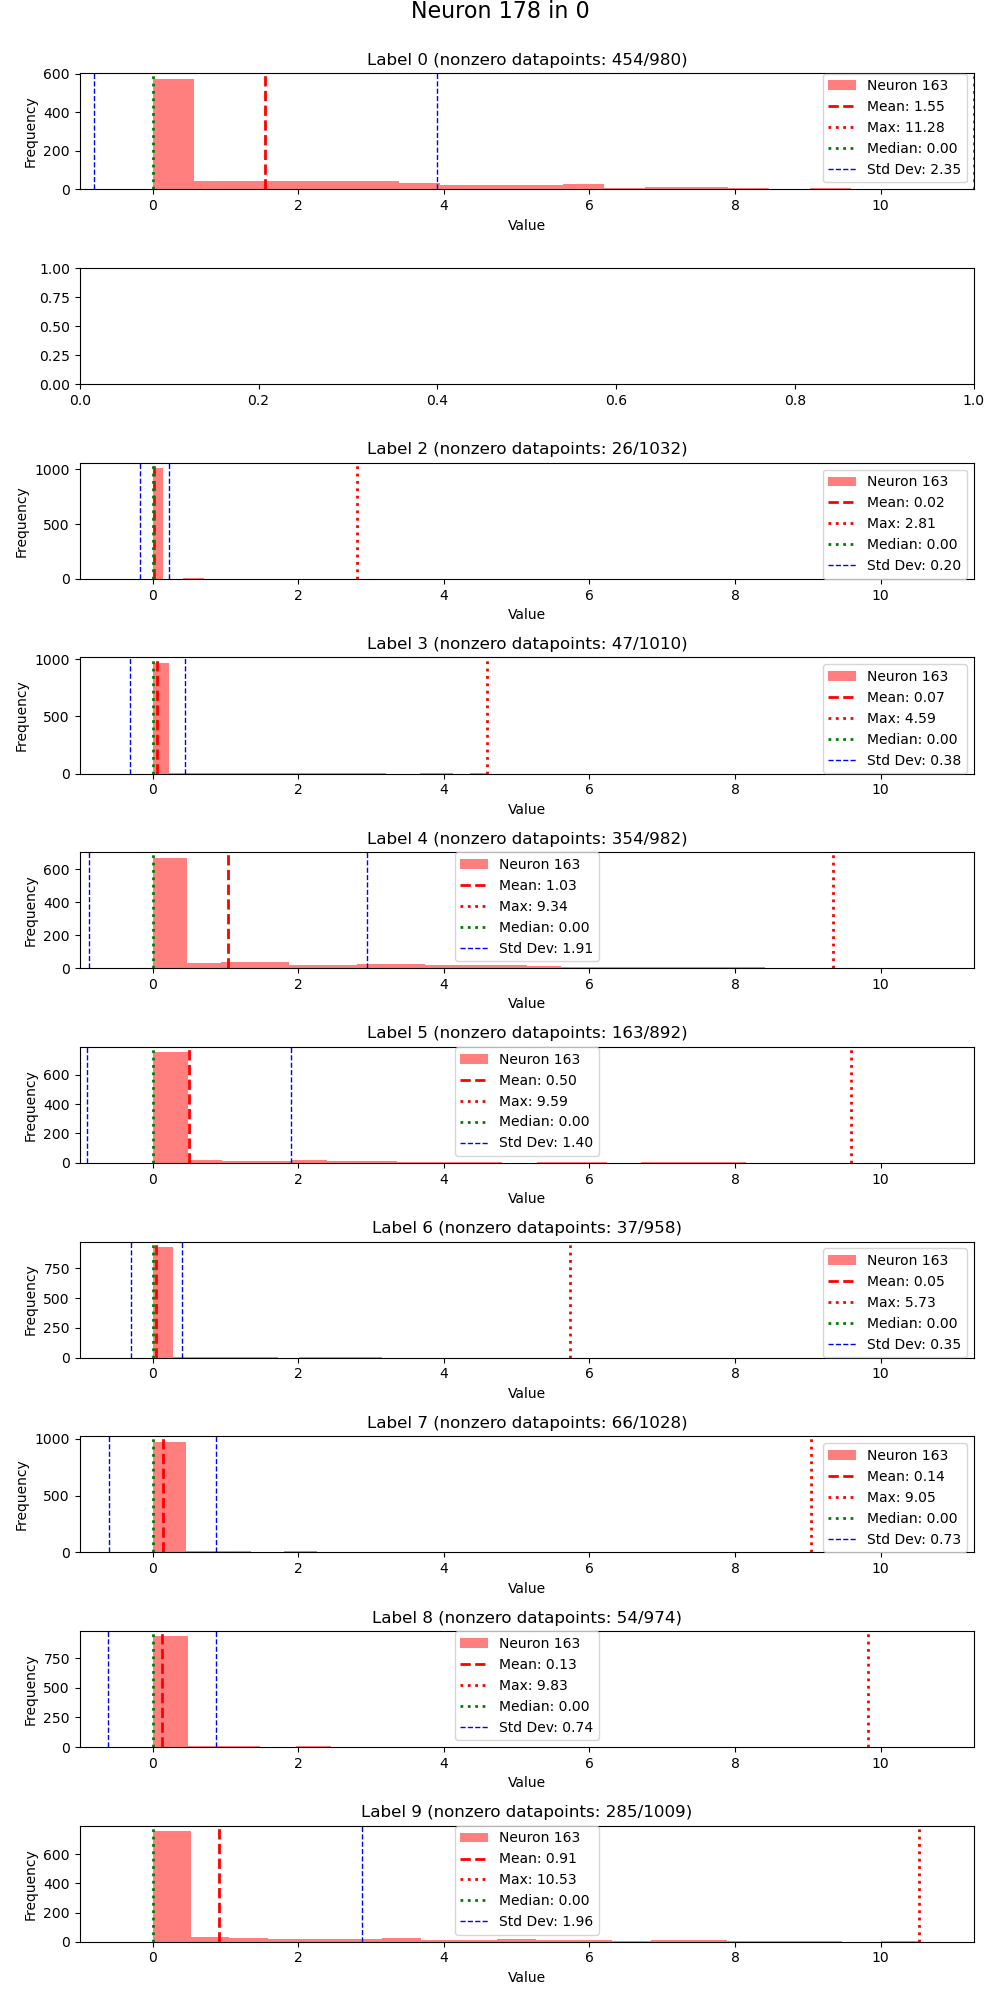 Neuron 178 in 0
Label 0 (nonzero datapoints: 454/980)
Frequency
600
400
200
0
Neuron 163
Mean: 1.55
Max: 11.28
Median: 0.00
Std Dev: 2.35
0 2 4 6 8 10
Value
1.00
0.75
0.50
0.25
0.00
0.0 0.2 0.4 0.6 0.8 1.0
Label 2 (nonzero datapoints: 26/1032)
Frequency
1000
500
0
Neuron 163
Mean: 0.02
Max: 2.81
Median: 0.00
Std Dev: 0.20
0 2 4 6 8 10
Value
Label 3 (nonzero datapoints: 47/1010)
Frequency
1000
500
0
Neuron 163
Mean: 0.07
Max: 4.59
Median: 0.00
Std Dev: 0.38
0 2 4 6 8 10
Value
Label 4 (nonzero datapoints: 354/982)
Frequency
600
400
200
0
Neuron 163
Mean: 1.03
Max: 9.34
Median: 0.00
Std Dev: 1.91
0 2 4 6 8 10
Value
Label 5 (nonzero datapoints: 163/892)
Frequency
600
400
200
0
Neuron 163
Mean: 0.50
Max: 9.59
Median: 0.00
Std Dev: 1.40
0 2 4 6 8 10
Value
Label 6 (nonzero datapoints: 37/958)
Frequency
750
500
250
0
Neuron 163
Mean: 0.05
Max: 5.73
Median: 0.00
Std Dev: 0.35
0 2 4 6 8 10
Value
Label 7 (nonzero datapoints: 66/1028)
Frequency
1000
500
0
Neuron 163
Mean: 0.14
Max: 9.05
Median: 0.00
Std Dev: 0.73
0 2 4 6 8 10
Value
Label 8 (nonzero datapoints: 54/974)
Frequency
750
500
250
0
Neuron 163
Mean: 0.13
Max: 9.83
Median: 0.00
Std Dev: 0.74
0 2 4 6 8 10
Value
Label 9 (nonzero datapoints: 285/1009)
Frequency
600
400
200
0
Neuron 163
Mean: 0.91
Max: 10.53
Median: 0.00
Std Dev: 1.96
0 2 4 6 8 10
Value